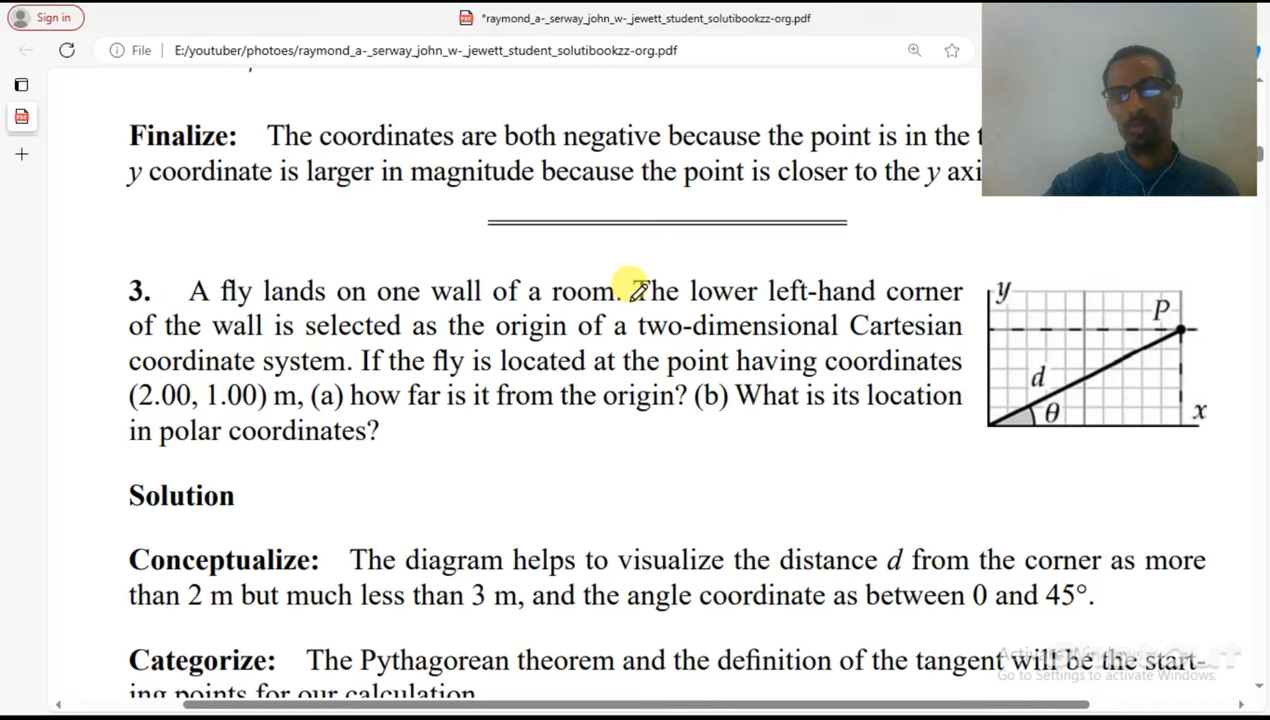 Sign in
*raymond_a-_serway_john_w-_jewett_student_solutibookzz-org.pdf
File
E:/youtuber/photoes/raymond_a-_serway_john_w-_jewett_student_solutibookzz-org.pdf
Finalize: The coordinates are both negative because the point is in the
y coordinate is larger in magnitude because the point is closer to the y
3. A fly lands on one wall of a room. The lower left-hand corner
of the wall is selected as the origin of a two-dimensional Cartesian
coordinate system. If the fly is located at the point having coordinates
(2.00, 1.00) m, (a) how far is it from the origin? (b) What is its location
in polar coordinates?
y
P
d
θ
x
Solution
Conceptualize: The diagram helps to visualize the distance d from the corner as more
than 2 m but much less than 3 m, and the angle coordinate as between 0 and 45°.
Categorize: The Pythagorean theorem and the definition of the tangent will be the start-
ing points for our calculation
Activate Windows
Go to Settings to activate Windows.